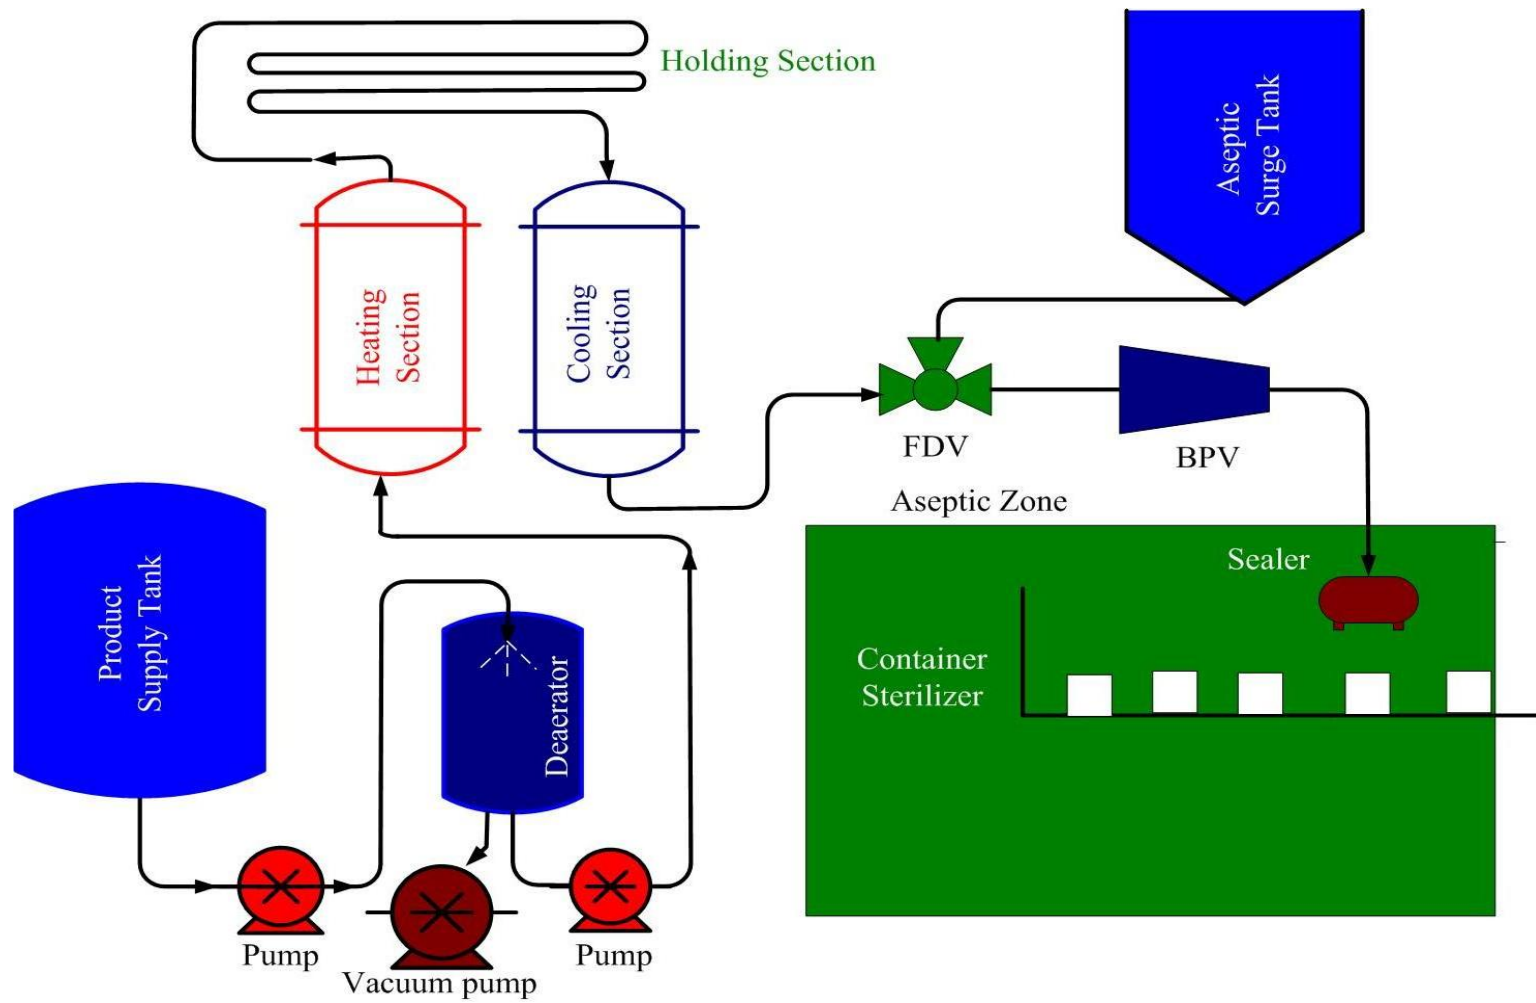 Holding Section
Aseptic
Surge Tank
Heating
Section
Cooling
Section
FDV
BPV
Aseptic Zone
Product
Supply Tank
Deaerator
Sealer
Container
Sterilizer
Pump
Vacuum pump
Pump